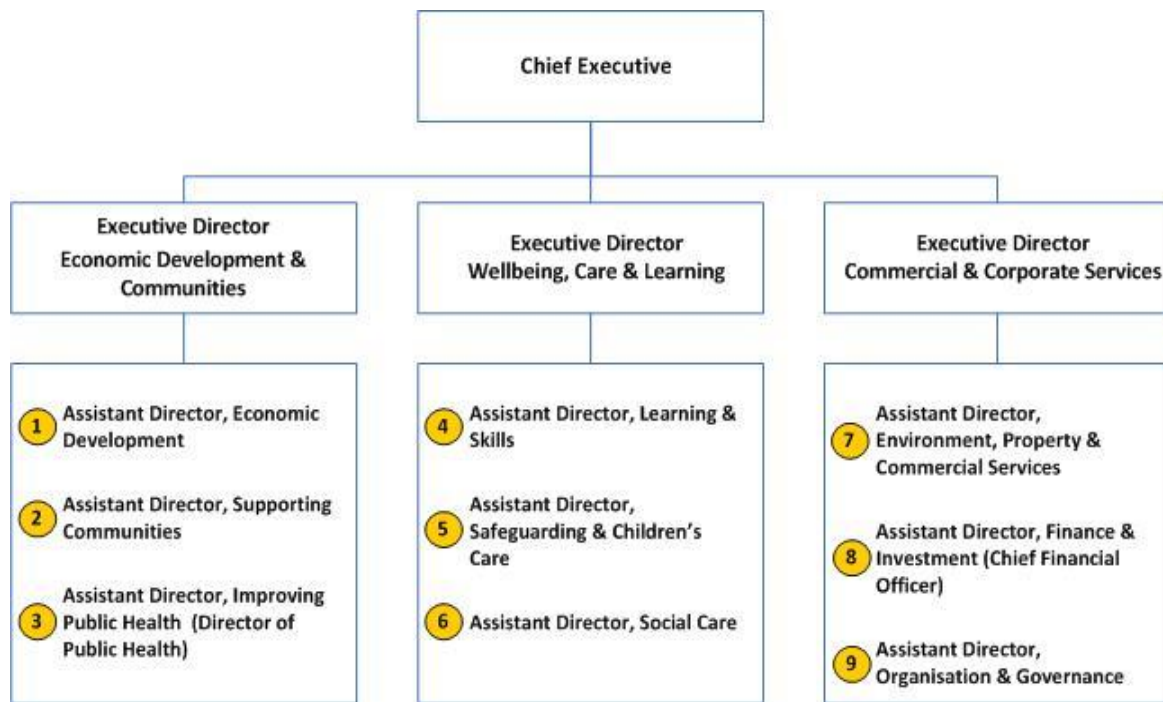 Chief Executive
Executive Director
Economic Development &
Communities
Executive Director
Wellbeing, Care & Learning
Executive Director
Commercial & Corporate Services
1
Assistant Director, Economic
Development
2
Assistant Director, Supporting
Communities
3
Assistant Director, Improving
Public Health (Director of
Public Health)
4
Assistant Director, Learning &
Skills
5
Assistant Director,
Safeguarding & Children’s
Care
6
Assistant Director, Social Care
7
Assistant Director,
Environment, Property &
Commercial Services
8
Assistant Director, Finance &
Investment (Chief Financial
Officer)
9
Assistant Director,
Organisation & Governance